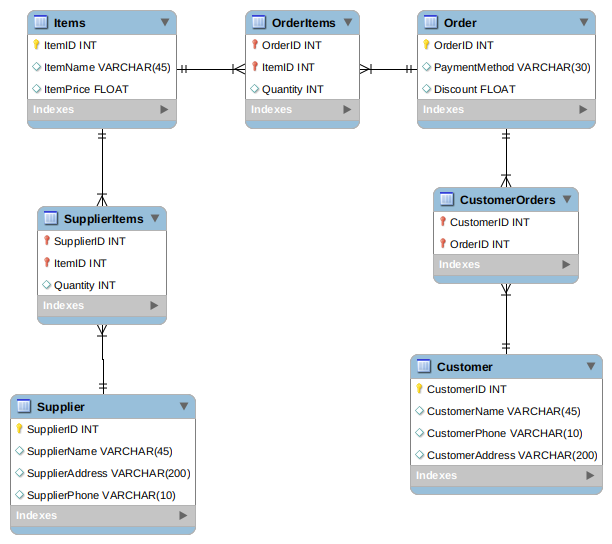 Items
ItemID INT
ItemName VARCHAR(45)
ItemPrice FLOAT
Indexes
OrderItems
OrderID INT
ItemID INT
Quantity INT
Indexes
Order
OrderID INT
PaymentMethod VARCHAR(30)
Discount FLOAT
Indexes
SupplierItems
SupplierID INT
ItemID INT
Quantity INT
Indexes
CustomerOrders
CustomerID INT
OrderID INT
Indexes
Supplier
SupplierID INT
SupplierName VARCHAR(45)
SupplierAddress VARCHAR(200)
SupplierPhone VARCHAR(10)
Indexes
Customer
CustomerID INT
CustomerName VARCHAR(45)
CustomerPhone VARCHAR(10)
CustomerAddress VARCHAR(200)
Indexes